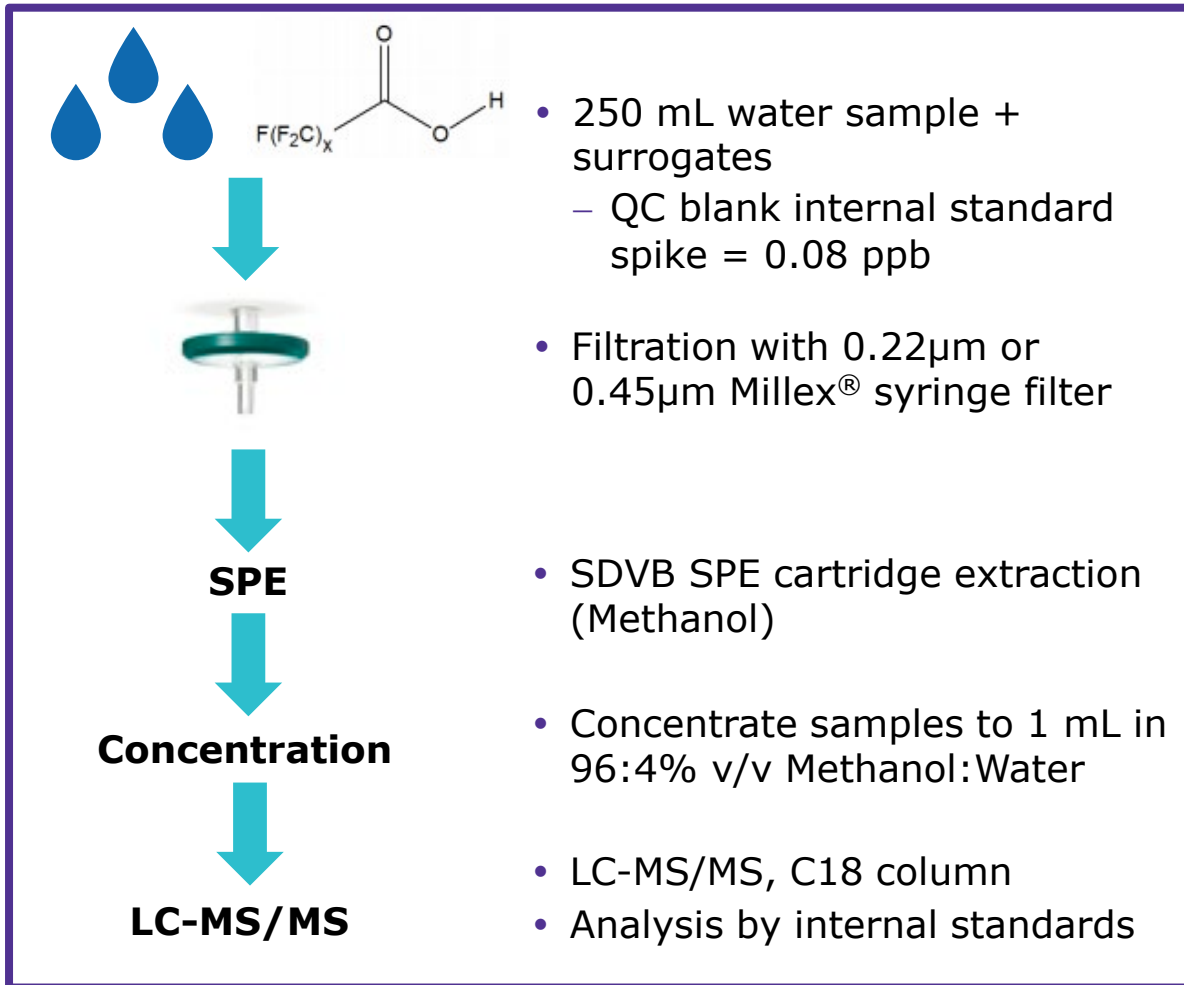 O
H
F(F₂C)ₓ
O
• 250 mL water sample +
surrogates
– QC blank internal standard
spike = 0.08 ppb
• Filtration with 0.22µm or
0.45µm Millex® syringe filter
SPE
• SDVB SPE cartridge extraction
(Methanol)
Concentration
• Concentrate samples to 1 mL in
96:4% v/v Methanol:Water
• LC-MS/MS, C18 column
LC-MS/MS
• Analysis by internal standards